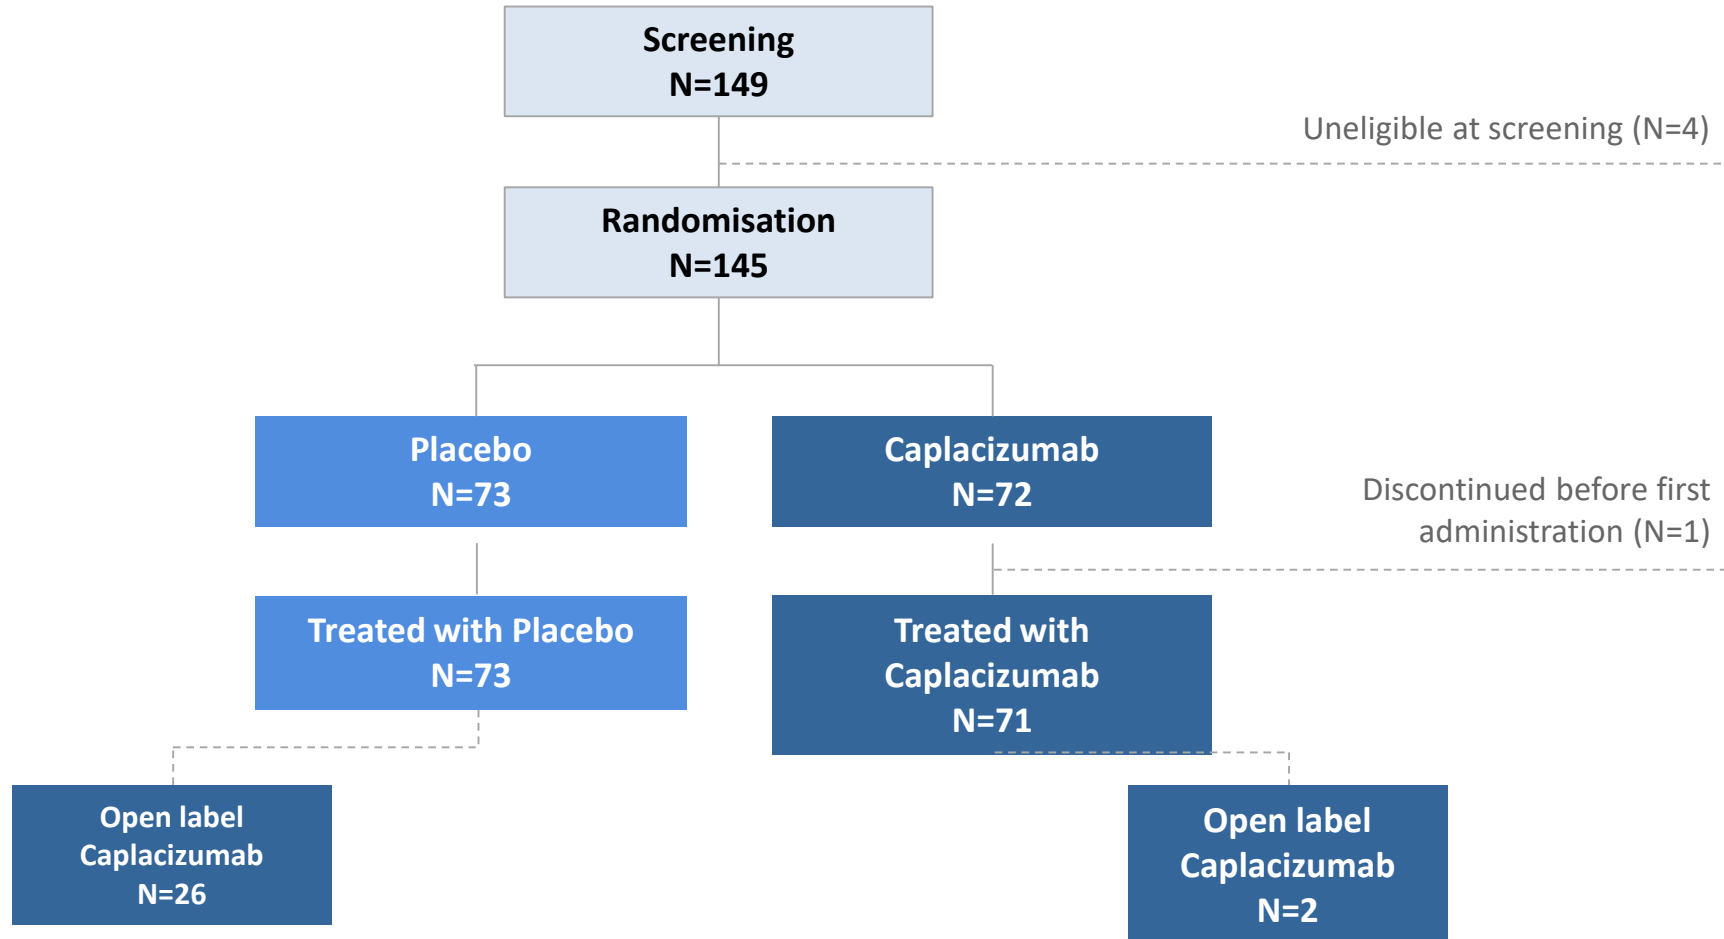 Screening
N=149
Uneligible at screening (N=4)
Randomisation
N=145
Placebo
N=73
Caplacizumab
N=72
Discontinued before first
administration (N=1)
Treated with Placebo
N=73
Treated with
Caplacizumab
N=71
Open label
Caplacizumab
N=26
Open label
Caplacizumab
N=2